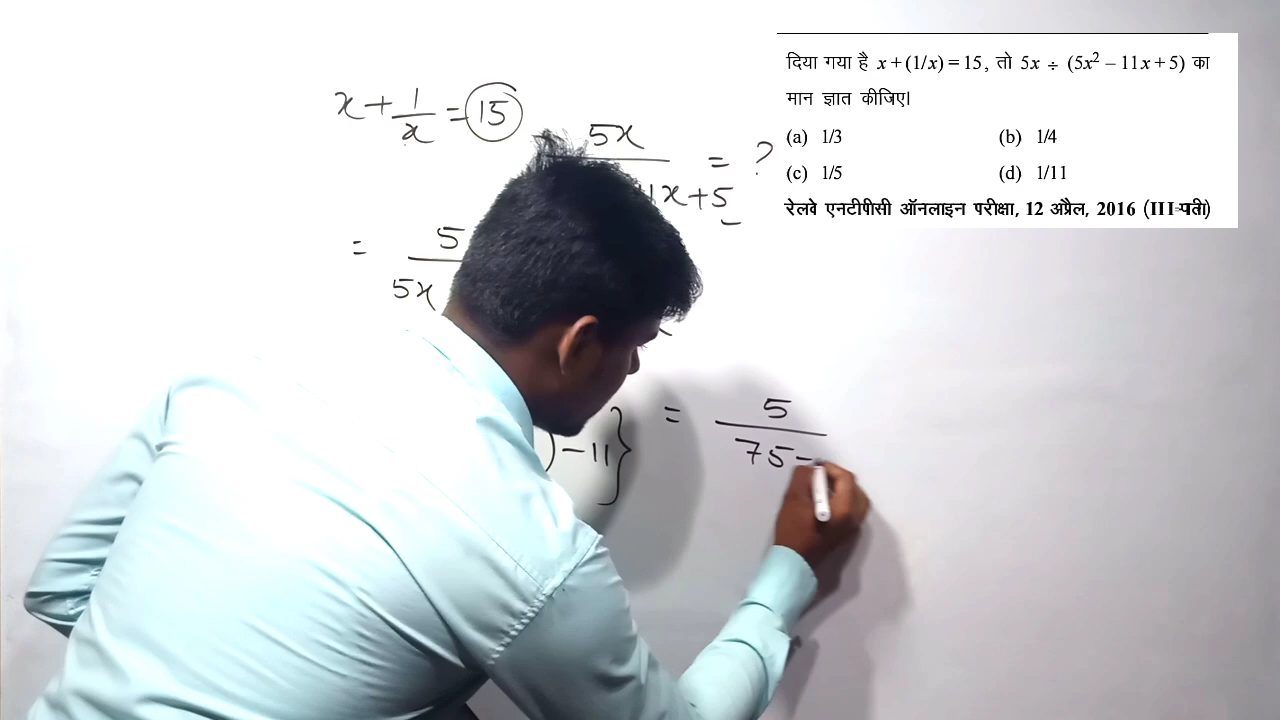 दिया गया है x + (1/x) = 15, तो 5x ÷ (5x² – 11x + 5) का
मान ज्ञात कीजिए।
(a) 1/3 (b) 1/4
(c) 1/5 (d) 1/11
रेलवे एनटीपीसी ऑनलाइन परीक्षा, 12 अप्रैल, 2016 (III-पाली)
x + 1/x = 15
5x / 11x + 5 = ?
= 5 / 5x
) - 11} = 5 / 75 -